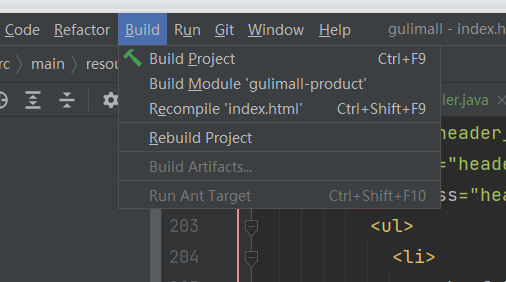 Code Refactor Build Run Git Window Help gulimall - index.h
rc main resou
Build Project Ctrl+F9
Build Module 'gulimall-product'
Recompile 'index.html' Ctrl+Shift+F9
ler.java
Rebuild Project
header_
Build Artifacts...
="heade
Run Ant Target Ctrl+Shift+F10
ss="hea
203 <ul>
204 <li>